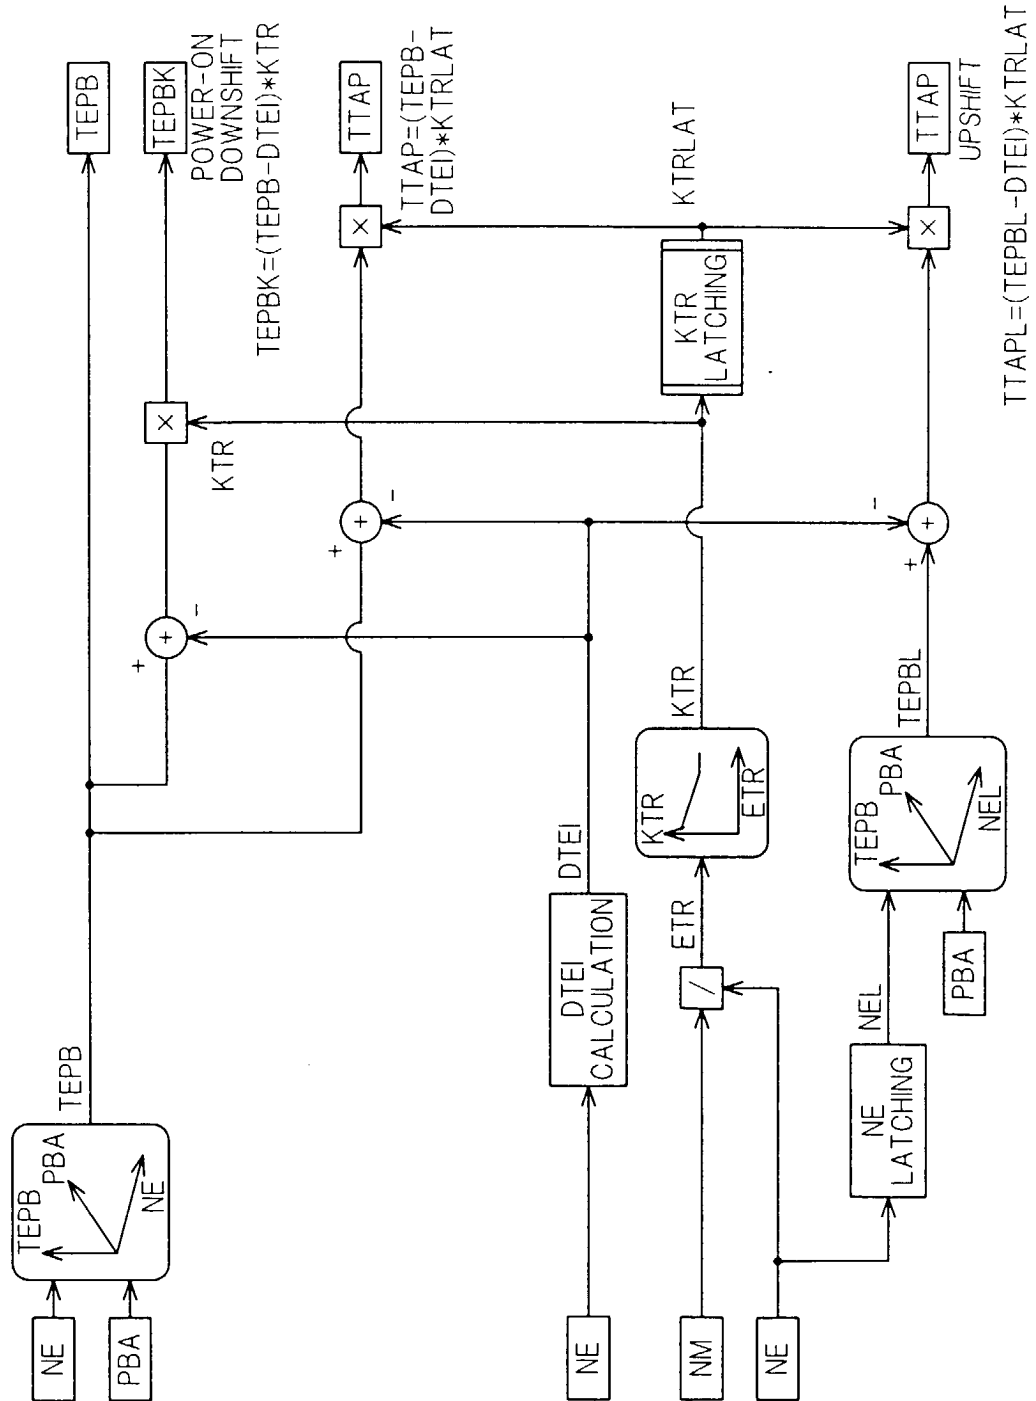 NE
PBA
TEPB
PBA
NE
TEPB
TEPB
TEPBK
POWER-ON
DOWNSHIFT
TEPBK=(TEPB-DTEI)*KTR
+
+
-
×
KTR
+
+
-
×
TTAP
TTAP=(TEPB-
DTEI)*KTRLAT
NE
DTEI
CALCULATION
DTEI
NM
NE
/
ETR
KTR
ETR
KTR
KTR
LATCHING
KTRLAT
NE
LATCHING
NEL
PBA
TEPB
PBA
NEL
TEPBL
+
+
-
×
TTAP
UPSHIFT
TTAPL=(TEPBL-DTEI)*KTRLAT